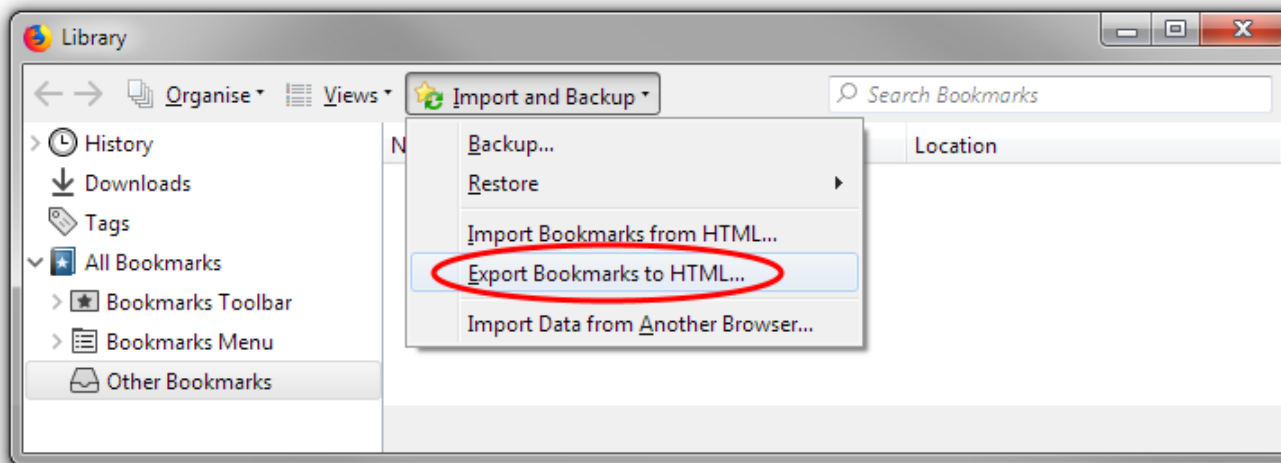 Library
Organise Views Import and Backup Search Bookmarks
History
Downloads
Tags
All Bookmarks
Bookmarks Toolbar
Bookmarks Menu
Other Bookmarks
N Location
Backup...
Restore
Import Bookmarks from HTML...
Export Bookmarks to HTML...
Import Data from Another Browser...